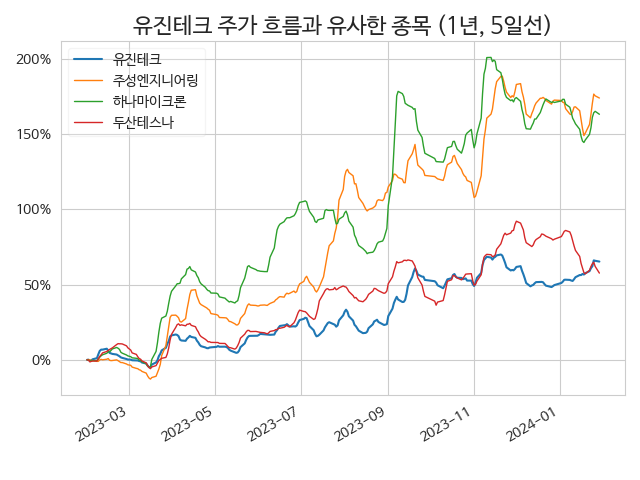 유진테크 주가 흐름과 유사한 종목 (1년, 5일선)
유진테크
주성엔지니어링
하나마이크론
두산테스나
200%
150%
100%
50%
0%
2023-03
2023-05
2023-07
2023-09
2023-11
2024-01